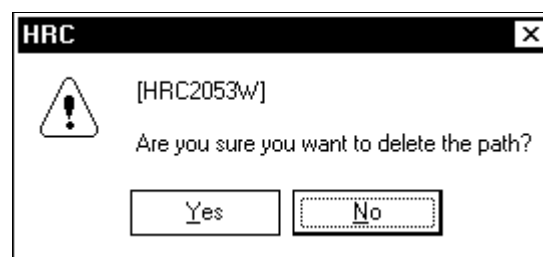 HRC
[HRC2053W]
Are you sure you want to delete the path?
Yes No